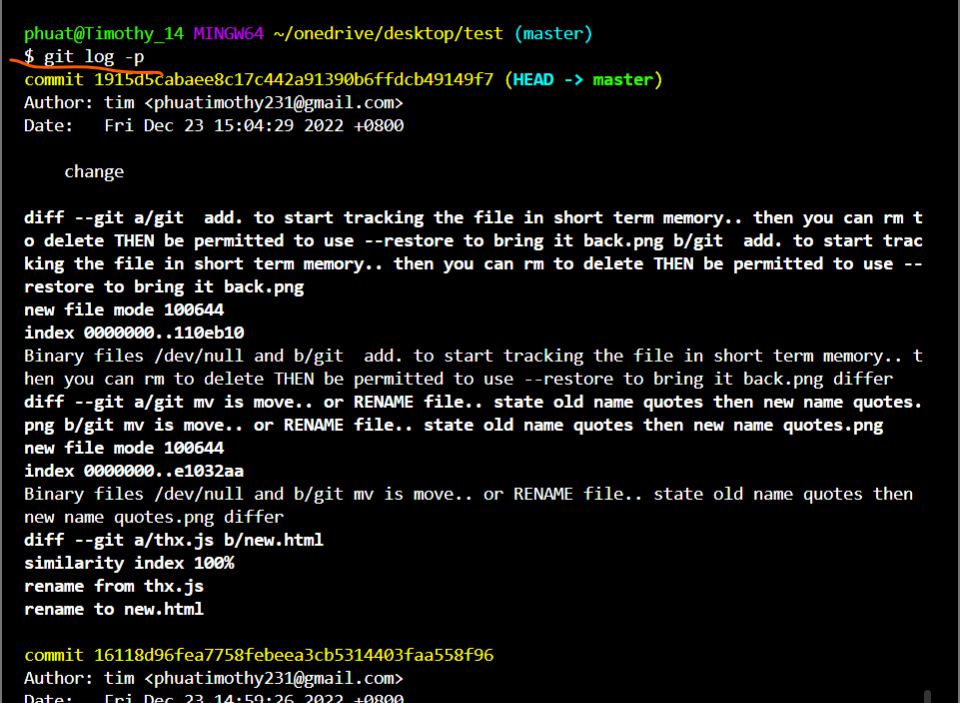 phuat@Timothy_14 MINGW64 ~/onedrive/desktop/test (master)
$ git log -p
commit 1915d5cabaee8c17c442a91390b6ffdcb49149f7 (HEAD -> master)
Author: tim <phuatimothy231@gmail.com>
Date:   Fri Dec 23 15:04:29 2022 +0800
change
diff --git a/git  add. to start tracking the file in short term memory.. then you can rm t
o delete THEN be permitted to use --restore to bring it back.png b/git  add. to start trac
king the file in short term memory.. then you can rm to delete THEN be permitted to use --
restore to bring it back.png
new file mode 100644
index 0000000..110eb10
Binary files /dev/null and b/git  add. to start tracking the file in short term memory.. t
hen you can rm to delete THEN be permitted to use --restore to bring it back.png differ
diff --git a/git mv is move.. or RENAME file.. state old name quotes then new name quotes.
png b/git mv is move.. or RENAME file.. state old name quotes then new name quotes.png
new file mode 100644
index 0000000..e1032aa
Binary files /dev/null and b/git mv is move.. or RENAME file.. state old name quotes then
new name quotes.png differ
diff --git a/thx.js b/new.html
similarity index 100%
rename from thx.js
rename to new.html
commit 16118d96fea7758febeea3cb5314403faa558f96
Author: tim <phuatimothy231@gmail.com>
Date:   Fri Dec 23 14:59:26 2022 +0800